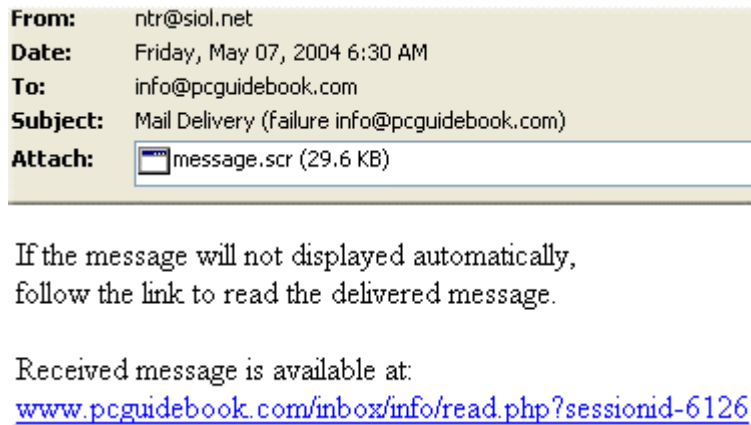 From: ntr@siol.net
Date: Friday, May 07, 2004 6:30 AM
To: info@pcguidebook.com
Subject: Mail Delivery (failure info@pcguidebook.com)
Attach: message.scr (29.6 KB)
If the message will not displayed automatically,
follow the link to read the delivered message.
Received message is available at:
www.pcguidebook.com/inbox/info/read.php?sessionid-6126